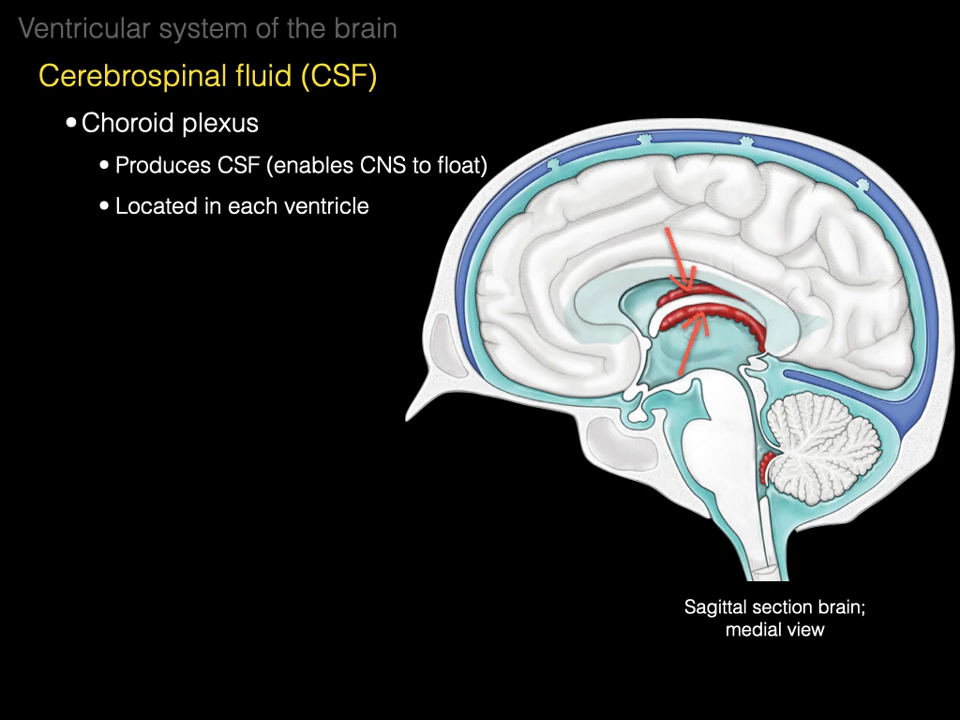 Ventricular system of the brain
Cerebrospinal fluid (CSF)
• Choroid plexus
• Produces CSF (enables CNS to float)
• Located in each ventricle
Sagittal section brain;
medial view